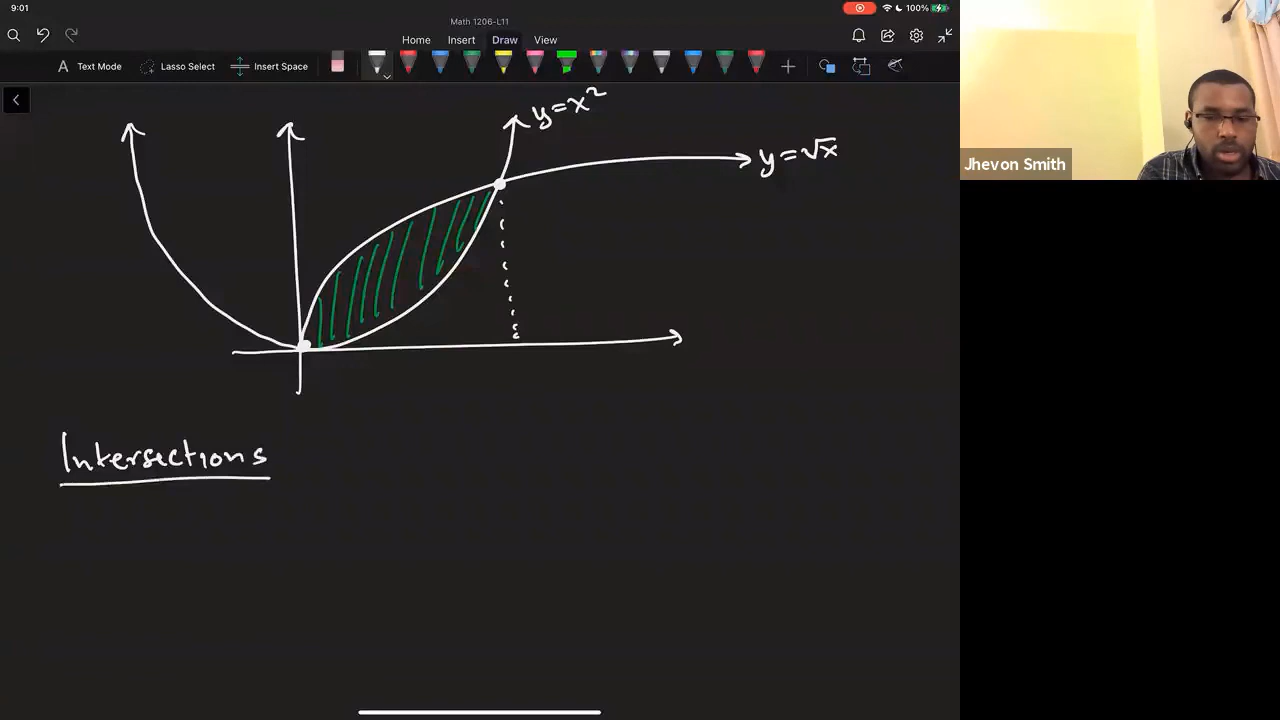 9:01
100%
Math 1206-L11
Home Insert Draw View
Text Mode Lasso Select Insert Space
y=x²
y=√x
Jhevon Smith
Intersections